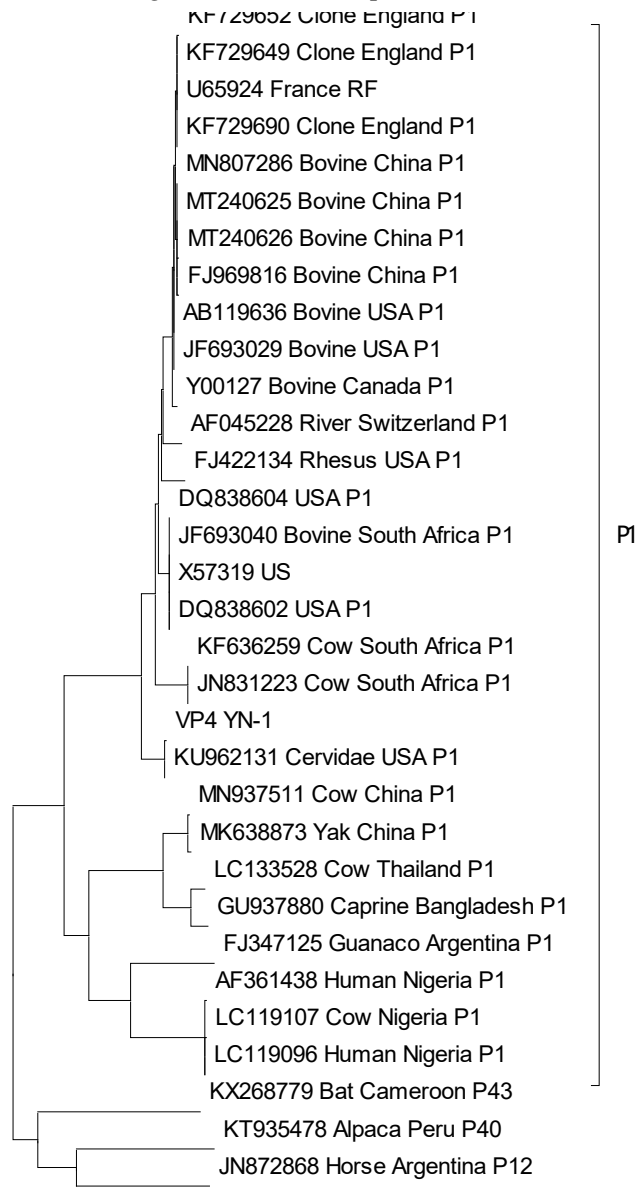 KF729652 Clone England P1
KF729649 Clone England P1
U65924 France RF
KF729690 Clone England P1
MN807286 Bovine China P1
MT240625 Bovine China P1
MT240626 Bovine China P1
FJ969816 Bovine China P1
AB119636 Bovine USA P1
JF693029 Bovine USA P1
Y00127 Bovine Canada P1
AF045228 River Switzerland P1
FJ422134 Rhesus USA P1
DQ838604 USA P1
JF693040 Bovine South Africa P1
P1
X57319 US
DQ838602 USA P1
KF636259 Cow South Africa P1
JN831223 Cow South Africa P1
VP4 YN-1
KU962131 Cervidae USA P1
MN937511 Cow China P1
MK638873 Yak China P1
LC133528 Cow Thailand P1
GU937880 Caprine Bangladesh P1
FJ347125 Guanaco Argentina P1
AF361438 Human Nigeria P1
LC119107 Cow Nigeria P1
LC119096 Human Nigeria P1
KX268779 Bat Cameroon P43
KT935478 Alpaca Peru P40
JN872868 Horse Argentina P12